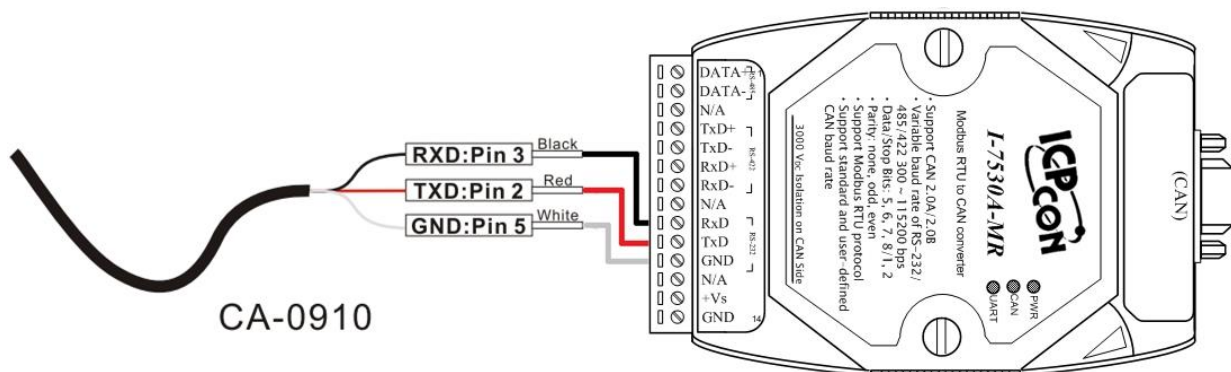 RXD:Pin 3
Black
TXD:Pin 2
Red
GND:Pin 5
White
CA-0910
DATA+ 1
DATA-
N/A
TxD+
TxD-
RxD+
RxD-
N/A
RxD
TxD
GND
N/A
+Vs
GND 14
RS-485
RS-422
RS-232
3000 VDC Isolation on CAN Side
• Support CAN 2.0A/2.0B
• Variable baud rate of RS-232/
485/422 300 ~ 115200 bps
• Data/Stop Bits: 5, 6, 7, 8/1, 2
• Parity: none, odd, even
• Support Modbus RTU protocol
• Support standard and user-defined
CAN baud rate
Modbus RTU to CAN converter
I-7530A-MR
ICP CON
PWR
CAN
UART
(CAN)